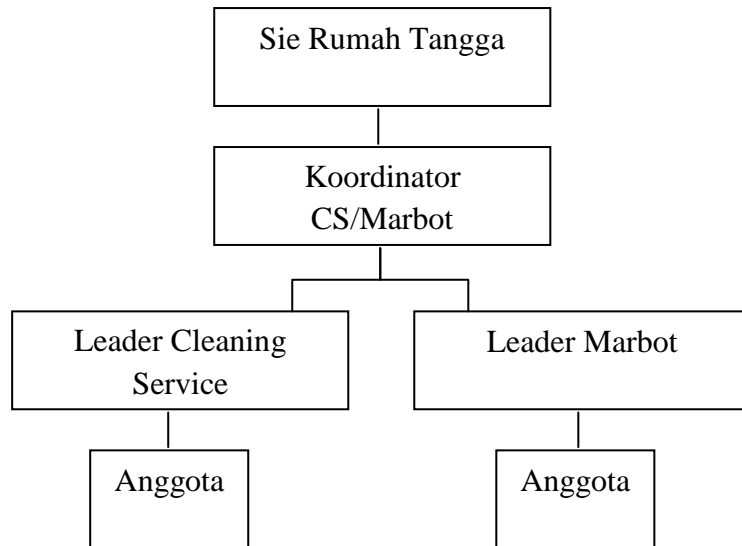 Sie Rumah Tangga
Koordinator
CS/Marbot
Leader Cleaning
Service
Leader Marbot
Anggota
Anggota